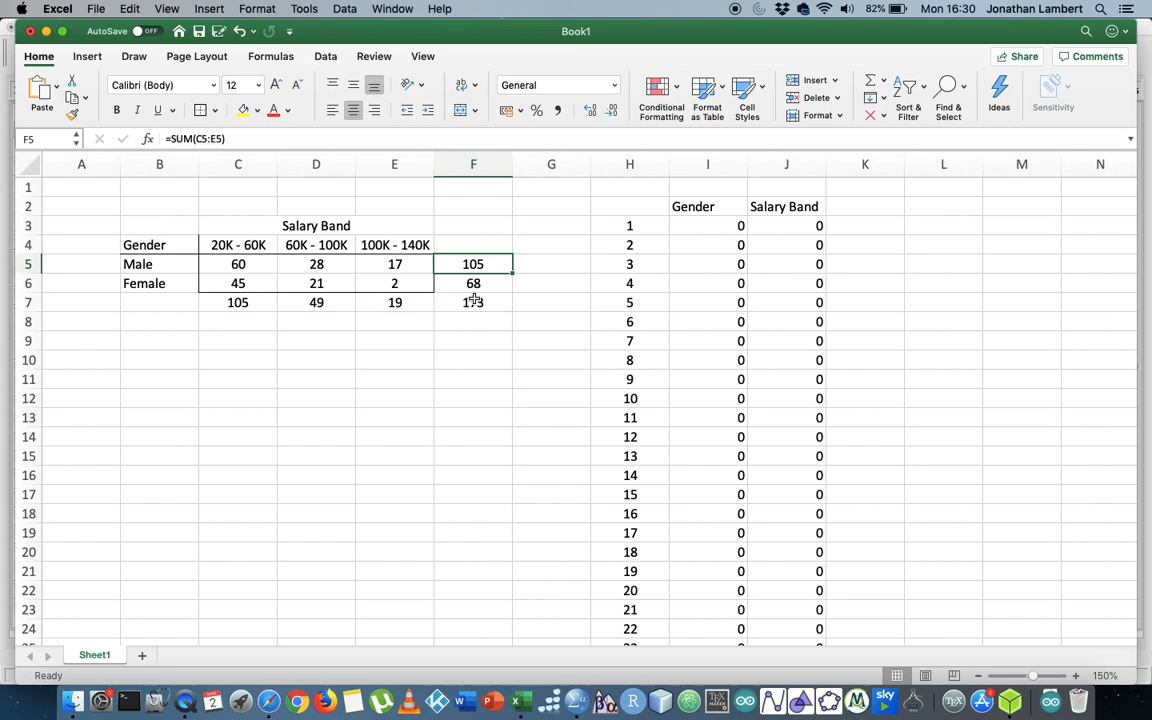 Excel File Edit View Insert Format Tools Data Window Help 82% Mon 16:30 Jonathan Lambert
AutoSave OFF Book1
Home Insert Draw Page Layout Formulas Data Review View Share Comments
Calibri (Body) 12 General Insert Delete Format
Paste Conditional Formatting Format as Table Cell Styles Sort & Filter Find & Select Ideas Sensitivity
F5 fx =SUM(C5:E5)
A B C D E F G H I J K L M N
1
2 Gender Salary Band
3 Salary Band 1 0 0
4 Gender 20K - 60K 60K - 100K 100K - 140K 2 0 0
5 Male 60 28 17 105 3 0 0
6 Female 45 21 2 68 4 0 0
7 105 49 19 173 5 0 0
8 6 0 0
9 7 0 0
10 8 0 0
11 9 0 0
12 10 0 0
13 11 0 0
14 12 0 0
15 13 0 0
16 14 0 0
17 15 0 0
18 16 0 0
19 17 0 0
20 18 0 0
21 19 0 0
22 20 0 0
23 21 0 0
24 22 0 0
Sheet1
Ready 150%